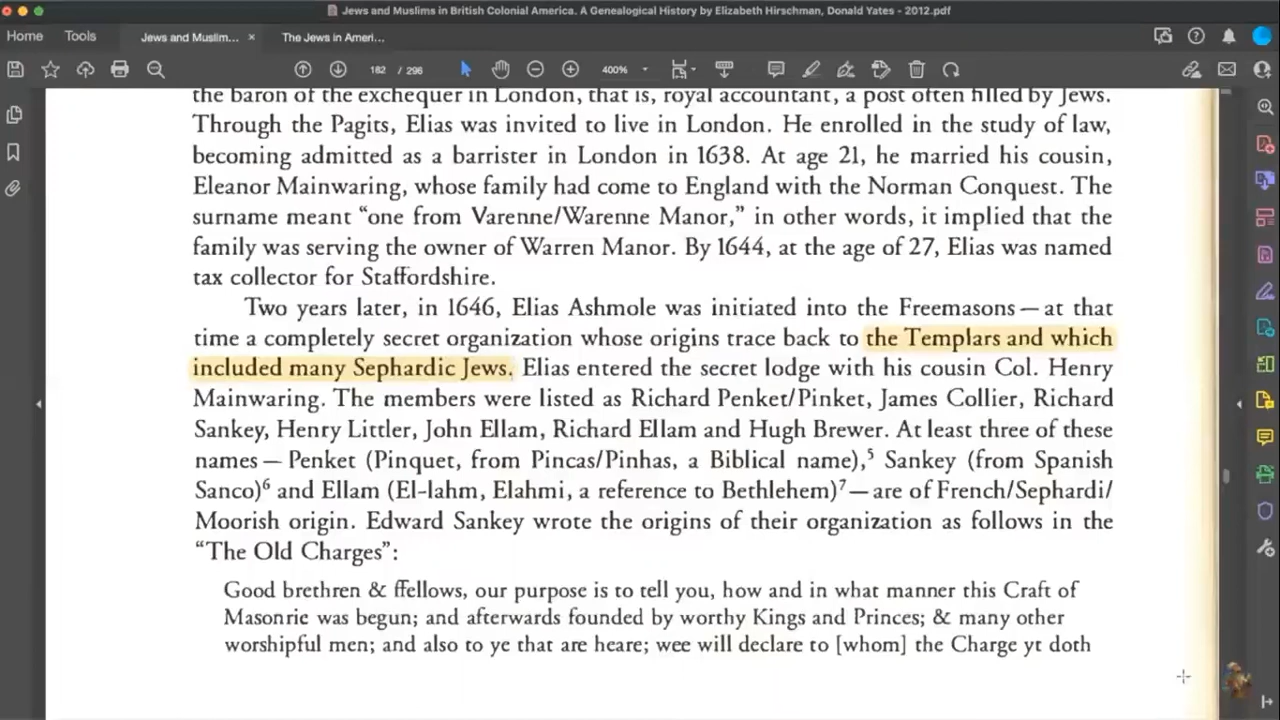 Jews and Muslims in British Colonial America. A Genealogical History by Elizabeth Hirschman, Donald Yates - 2012.pdf
Home Tools Jews and Muslim... × The Jews in Ameri...
182 / 296 400%
the baron of the exchequer in London, that is, royal accountant, a post often filled by Jews.
Through the Pagits, Elias was invited to live in London. He enrolled in the study of law,
becoming admitted as a barrister in London in 1638. At age 21, he married his cousin,
Eleanor Mainwaring, whose family had come to England with the Norman Conquest. The
surname meant “one from Varenne/Warenne Manor,” in other words, it implied that the
family was serving the owner of Warren Manor. By 1644, at the age of 27, Elias was named
tax collector for Staffordshire.
Two years later, in 1646, Elias Ashmole was initiated into the Freemasons — at that
time a completely secret organization whose origins trace back to the Templars and which
included many Sephardic Jews. Elias entered the secret lodge with his cousin Col. Henry
Mainwaring. The members were listed as Richard Penket/Pinket, James Collier, Richard
Sankey, Henry Littler, John Ellam, Richard Ellam and Hugh Brewer. At least three of these
names — Penket (Pinquet, from Pincas/Pinhas, a Biblical name),5 Sankey (from Spanish
Sanco)6 and Ellam (El-lahm, Elahmi, a reference to Bethlehem)7 — are of French/Sephardi/
Moorish origin. Edward Sankey wrote the origins of their organization as follows in the
“The Old Charges”:
Good brethren & ffellows, our purpose is to tell you, how and in what manner this Craft of
Masonrie was begun; and afterwards founded by worthy Kings and Princes; & many other
worshipful men; and also to ye that are heare; wee will declare to [whom] the Charge yt doth